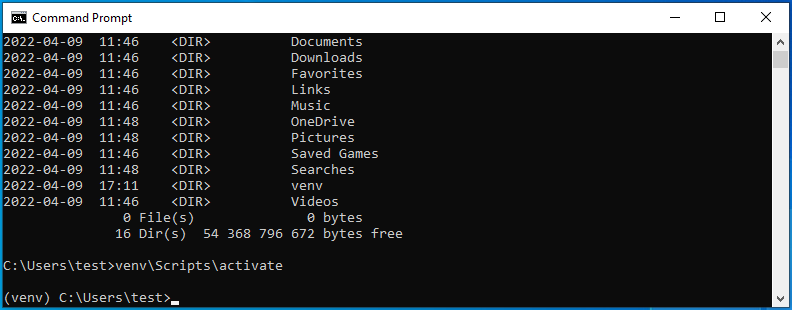 Command Prompt
2022-04-09  11:46    <DIR>          Documents
2022-04-09  11:46    <DIR>          Downloads
2022-04-09  11:46    <DIR>          Favorites
2022-04-09  11:46    <DIR>          Links
2022-04-09  11:46    <DIR>          Music
2022-04-09  11:48    <DIR>          OneDrive
2022-04-09  11:48    <DIR>          Pictures
2022-04-09  11:46    <DIR>          Saved Games
2022-04-09  11:48    <DIR>          Searches
2022-04-09  17:11    <DIR>          venv
2022-04-09  11:46    <DIR>          Videos
               0 File(s)              0 bytes
              16 Dir(s)  54 368 796 672 bytes free
C:\Users\test>venv\Scripts\activate
(venv) C:\Users\test>